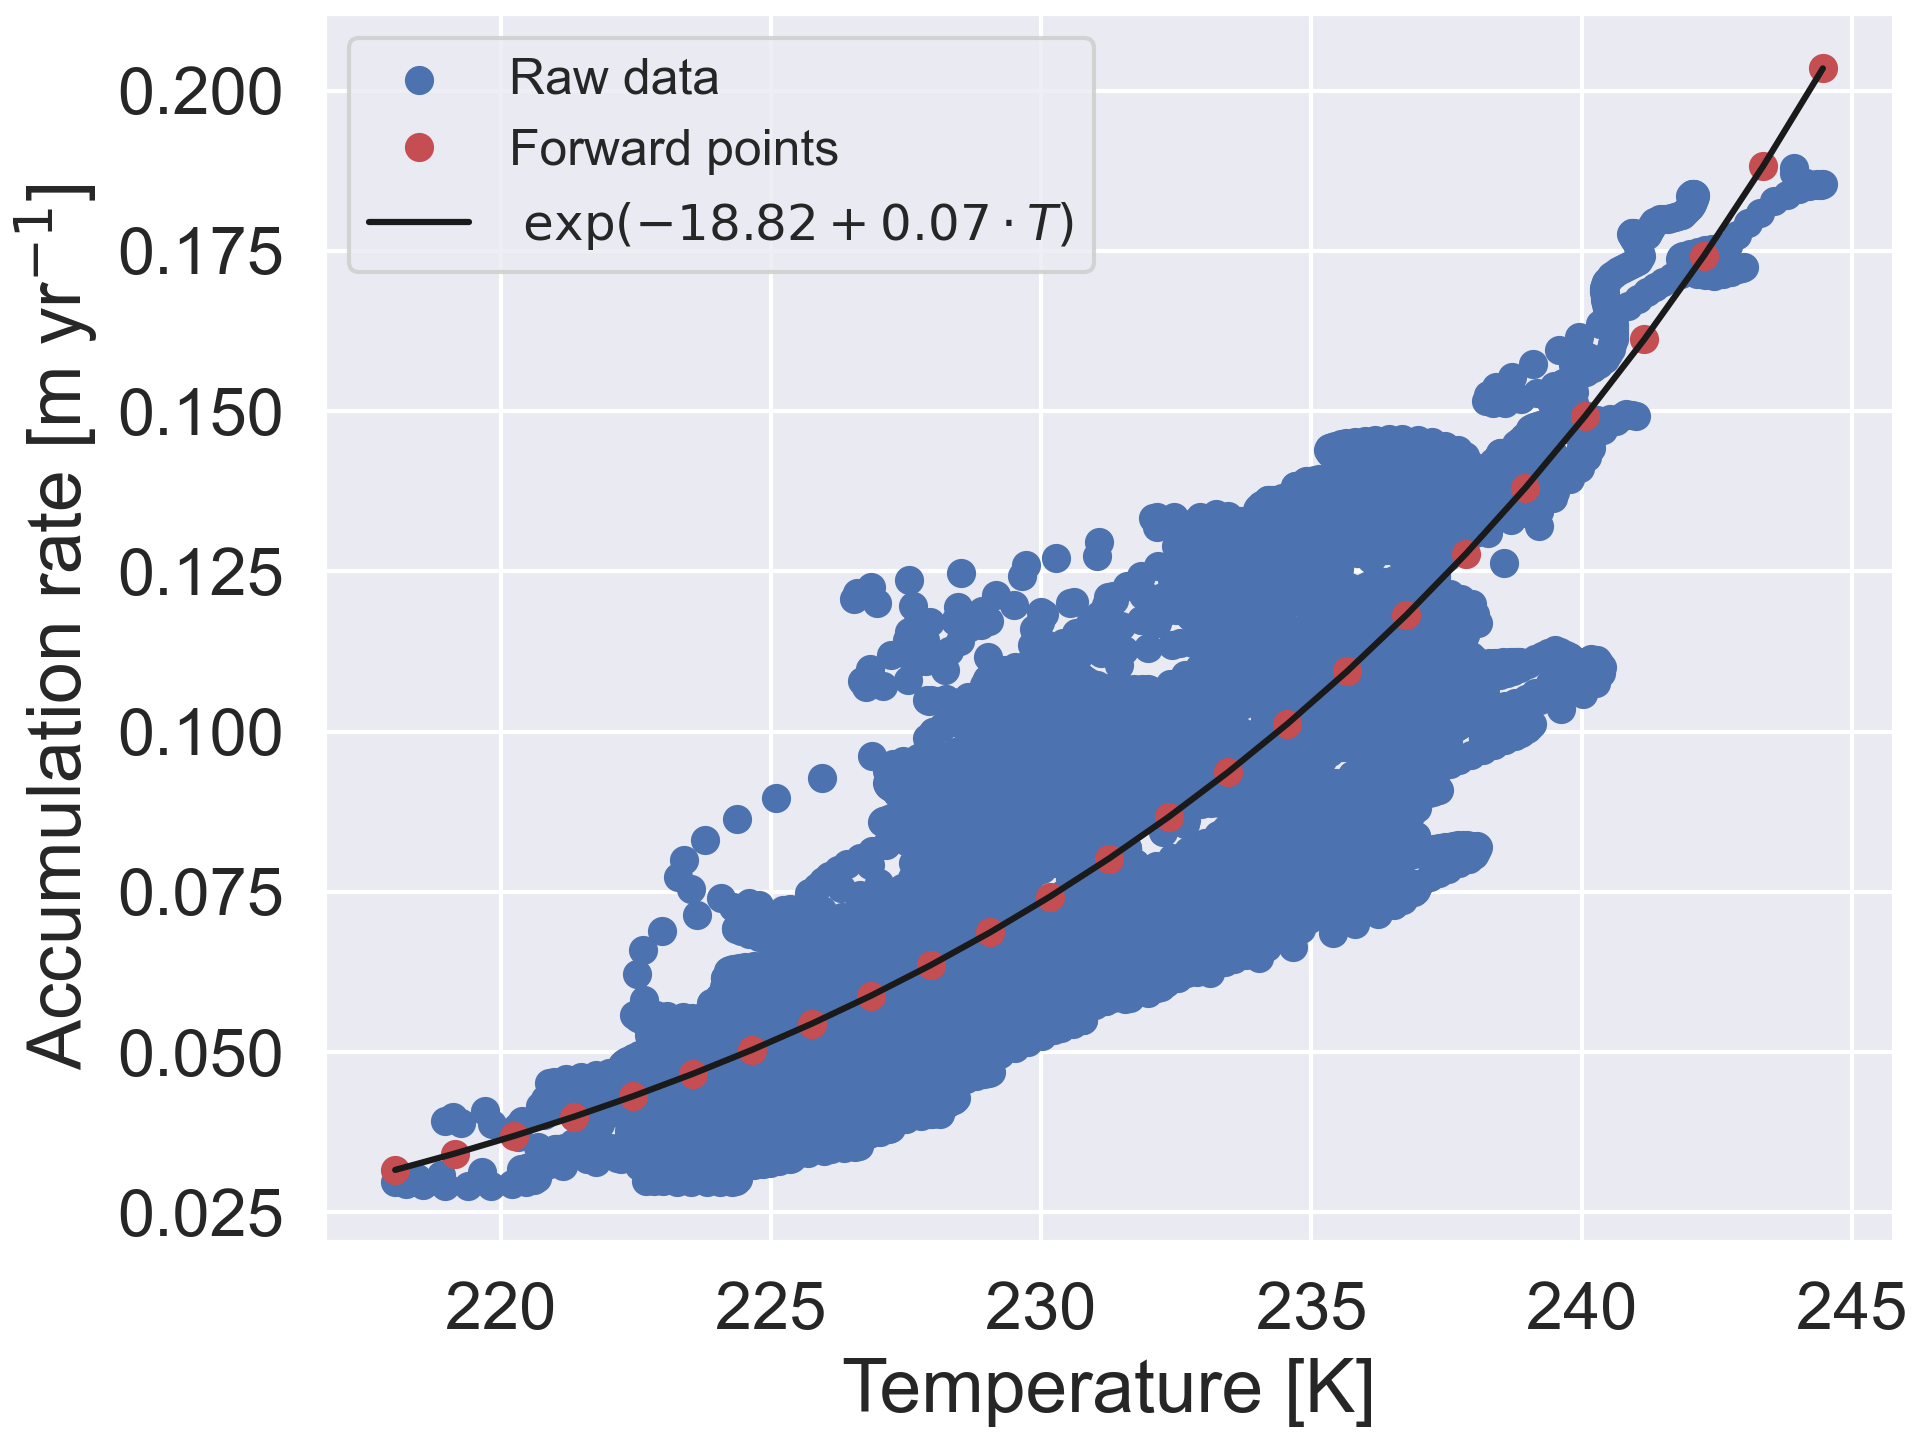 Raw data
Forward points
exp(−18.82 + 0.07 · T)
Accumulation rate [m yr⁻¹]
0.200
0.175
0.150
0.125
0.100
0.075
0.050
0.025
220 225 230 235 240 245
Temperature [K]